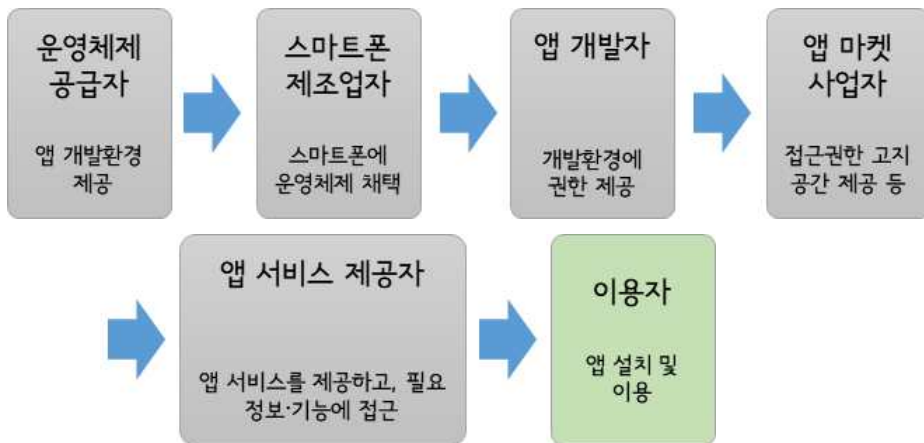 운영체제
공급자
앱 개발환경
제공
스마트폰
제조업자
스마트폰에
운영체제 채택
앱 개발자
개발환경에
권한 제공
앱 마켓
사업자
접근권한 고지
공간 제공 등
앱 서비스 제공자
앱 서비스를 제공하고, 필요
정보·기능에 접근
이용자
앱 설치 및
이용